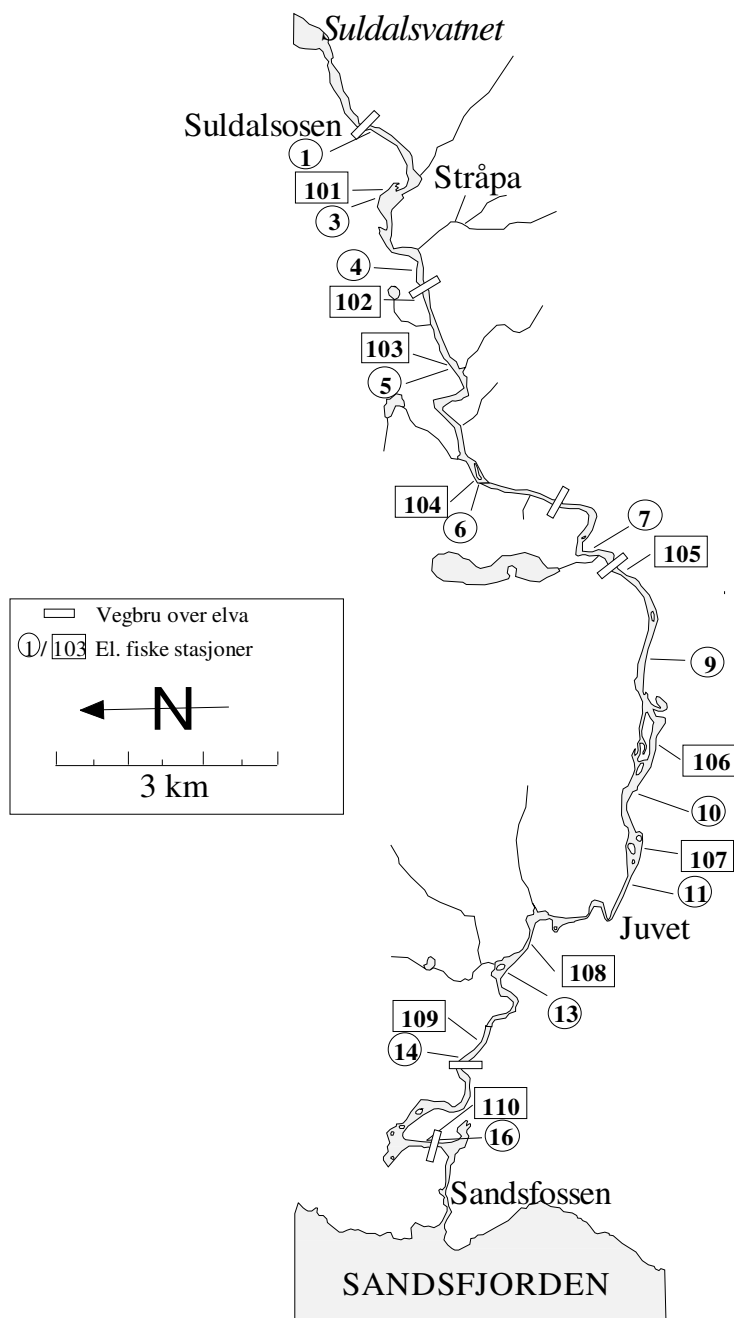 Suldalsvatnet
Suldalsosen
1
Stråpa
101
3
4
102
103
5
104
6
7
105
Vegbru over elva
1 / 103 El. fiske stasjoner
9
N
106
3 km
10
107
11
Juvet
108
13
109
14
110
16
Sandsfossen
SANDSFJORDEN